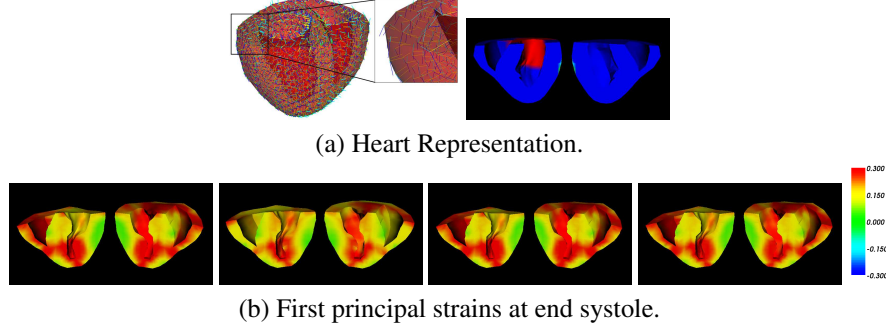 (a) Heart Representation.
0.300
0.150
0.000
-0.150
-0.300
(b) First principal strains at end systole.